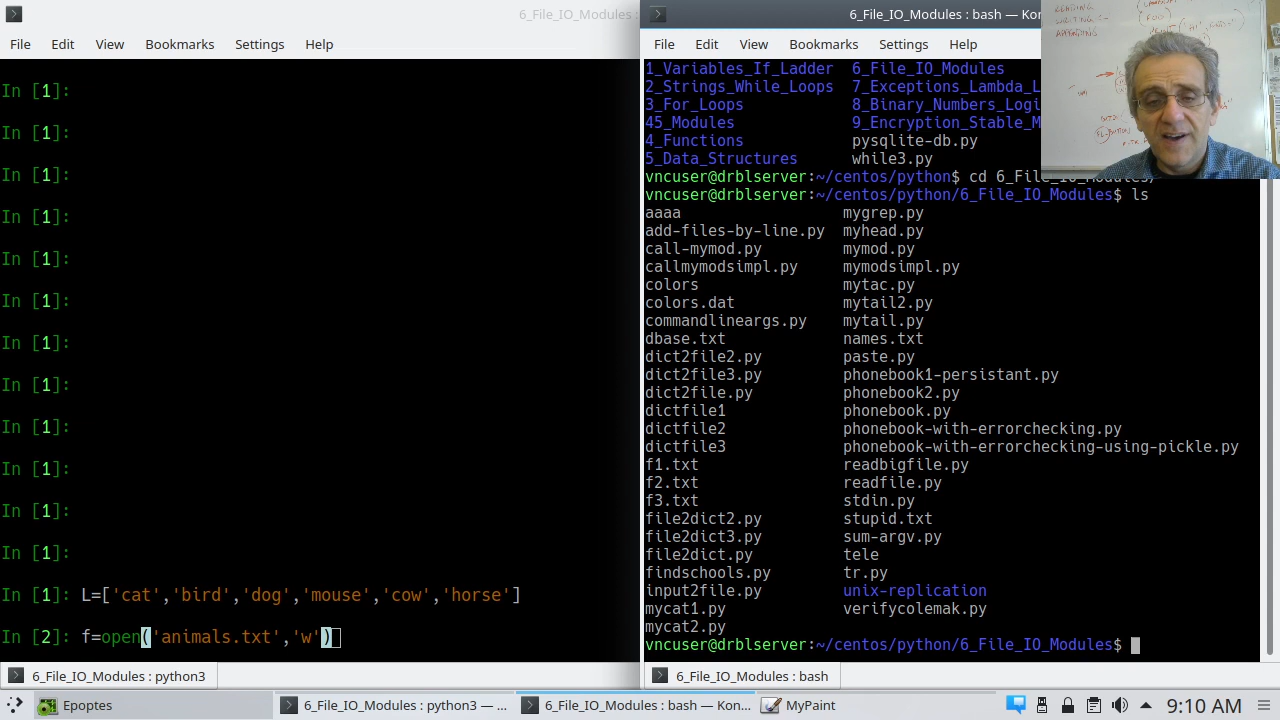 6_File_IO_Modules :
File Edit View Bookmarks Settings Help
In [1]:
In [1]:
In [1]:
In [1]:
In [1]:
In [1]:
In [1]:
In [1]:
In [1]:
In [1]:
In [1]:
In [1]:
In [1]: L=['cat','bird','dog','mouse','cow','horse']
In [2]: f=open('animals.txt','w')
6_File_IO_Modules : python3
6_File_IO_Modules : bash — Kon
File Edit View Bookmarks Settings Help
1_Variables_If_Ladder 6_File_IO_Modules
2_Strings_While_Loops 7_Exceptions_Lambda_L
3_For_Loops 8_Binary_Numbers_Logi
45_Modules 9_Encryption_Stable_M
4_Functions pysqlite-db.py
5_Data_Structures while3.py
vncuser@drblserver:~/centos/python$ cd 6_File_IO_Modules/
vncuser@drblserver:~/centos/python/6_File_IO_Modules$ ls
aaaa mygrep.py
add-files-by-line.py myhead.py
call-mymod.py mymod.py
callmymodsimpl.py mymodsimpl.py
colors mytac.py
colors.dat mytail2.py
commandlineargs.py mytail.py
dbase.txt names.txt
dict2file2.py paste.py
dict2file3.py phonebook1-persistant.py
dict2file.py phonebook2.py
dictfile1 phonebook.py
dictfile2 phonebook-with-errorchecking.py
dictfile3 phonebook-with-errorchecking-using-pickle.py
f1.txt readbigfile.py
f2.txt readfile.py
f3.txt stdin.py
file2dict2.py stupid.txt
file2dict3.py sum-argv.py
file2dict.py tele
findschools.py tr.py
input2file.py unix-replication
mycat1.py verifycolemak.py
mycat2.py
vncuser@drblserver:~/centos/python/6_File_IO_Modules$
6_File_IO_Modules : bash
READING
WRITING
APPENDING
Epoptes 6_File_IO_Modules : python3 — ... 6_File_IO_Modules : bash — Kon... MyPaint 9:10 AM